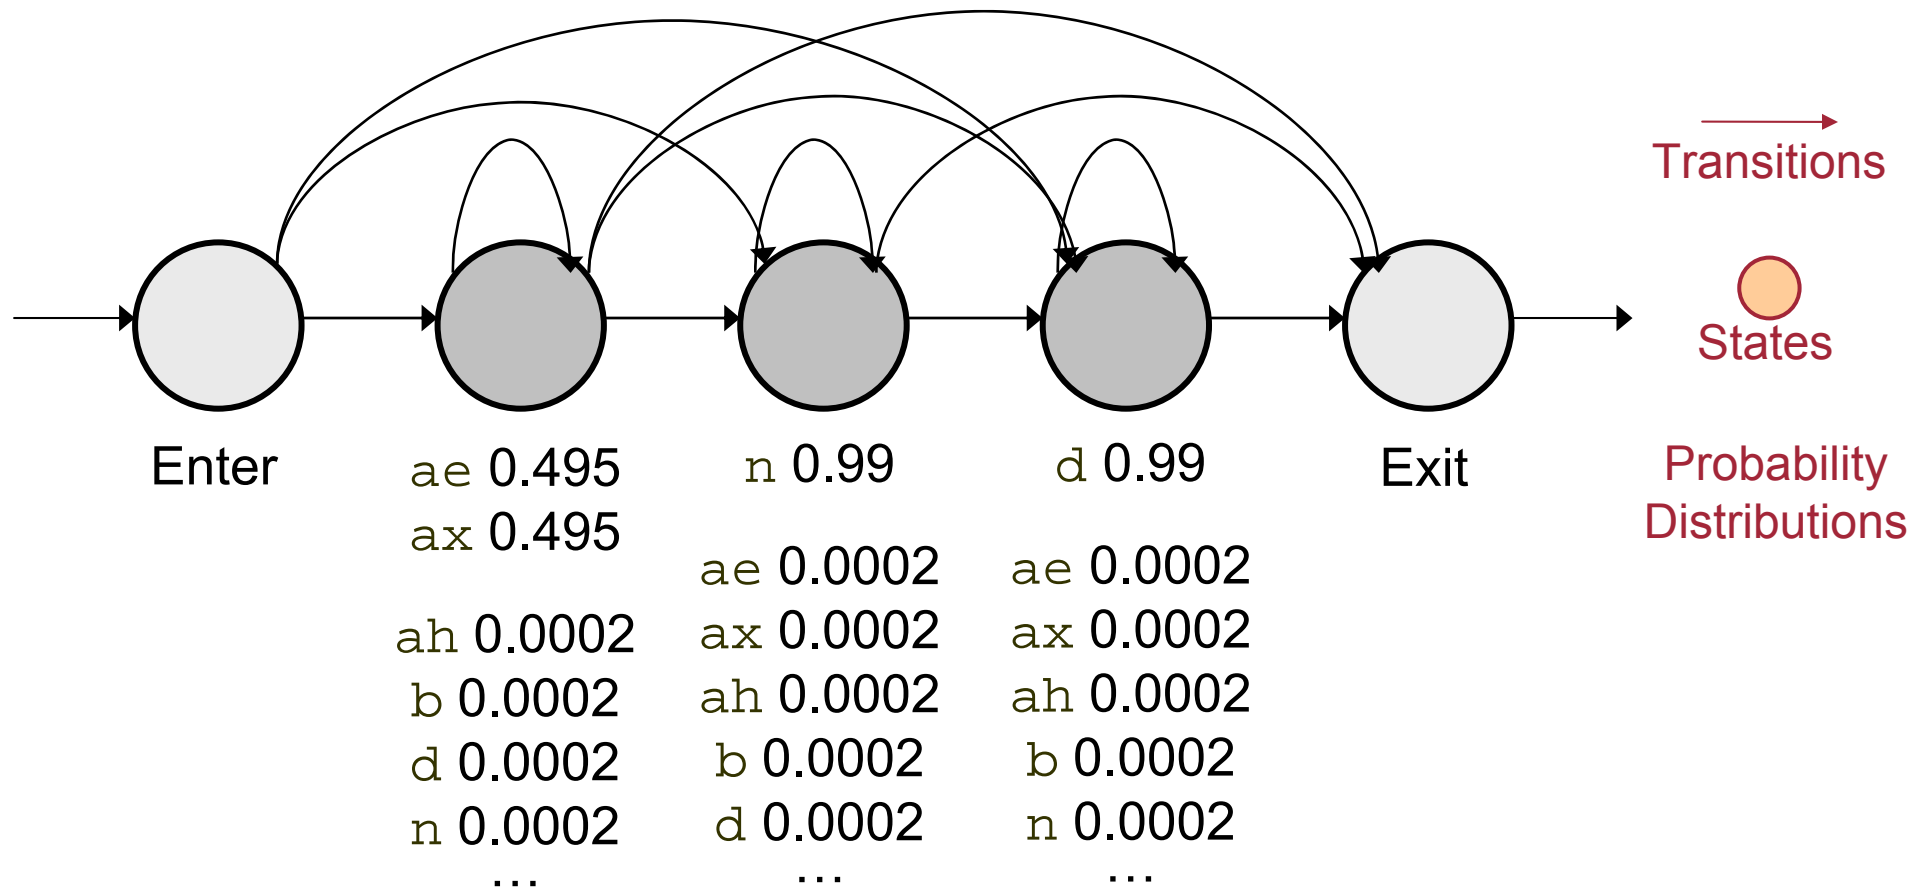 Transitions
States
Enter
ae 0.495
ax 0.495
ah 0.0002
b 0.0002
d 0.0002
n 0.0002
…
n 0.99
ae 0.0002
ax 0.0002
ah 0.0002
b 0.0002
d 0.0002
…
d 0.99
ae 0.0002
ax 0.0002
ah 0.0002
b 0.0002
n 0.0002
…
Exit
Probability
Distributions